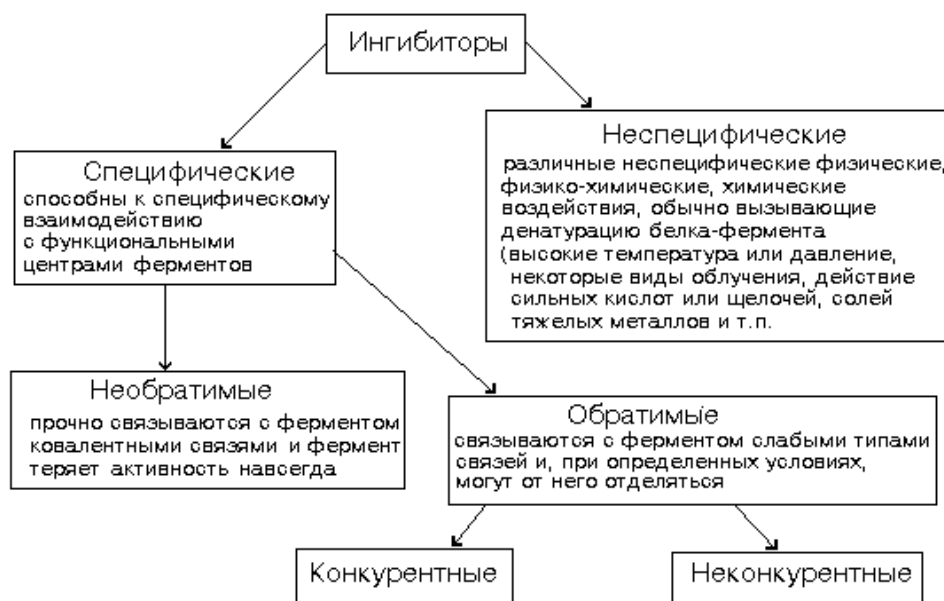 Ингибиторы
Специфические
способны к специфическому
взаимодействию
с функциональными
центрами ферментов
Неспецифические
различные неспецифические физические,
физико-химические, химические
воздействия, обычно вызывающие
денатурацию белка-фермента
(высокие температура или давление,
некоторые виды облучения, действие
сильных кислот или щелочей, солей
тяжелых металлов и т.п.
Необратимые
прочно связываются с ферментом
ковалентными связями и фермент
теряет активность навсегда
Обратимые
связываются с ферментом слабыми типами
связей и, при определенных условиях,
могут от него отделяться
Конкурентные
Неконкурентные